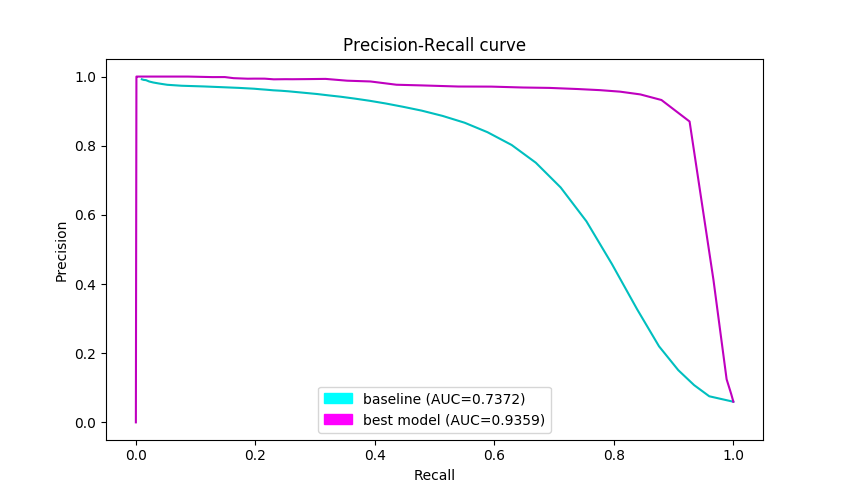 Precision-Recall curve
1.0
0.8
0.6
0.4
0.2
0.0
Precision
baseline (AUC=0.7372)
best model (AUC=0.9359)
0.0 0.2 0.4 0.6 0.8 1.0
Recall